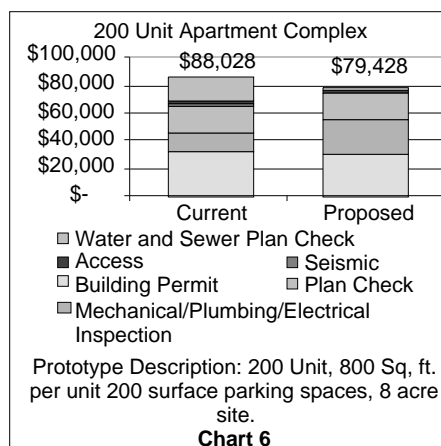 200 Unit Apartment Complex
$100,000
$80,000
$60,000
$40,000
$20,000
$-
$88,028
$79,428
Current Proposed
Water and Sewer Plan Check
Access Seismic
Building Permit Plan Check
Mechanical/Plumbing/Electrical
Inspection
Prototype Description: 200 Unit, 800 Sq, ft.
per unit 200 surface parking spaces, 8 acre
site.
Chart 6